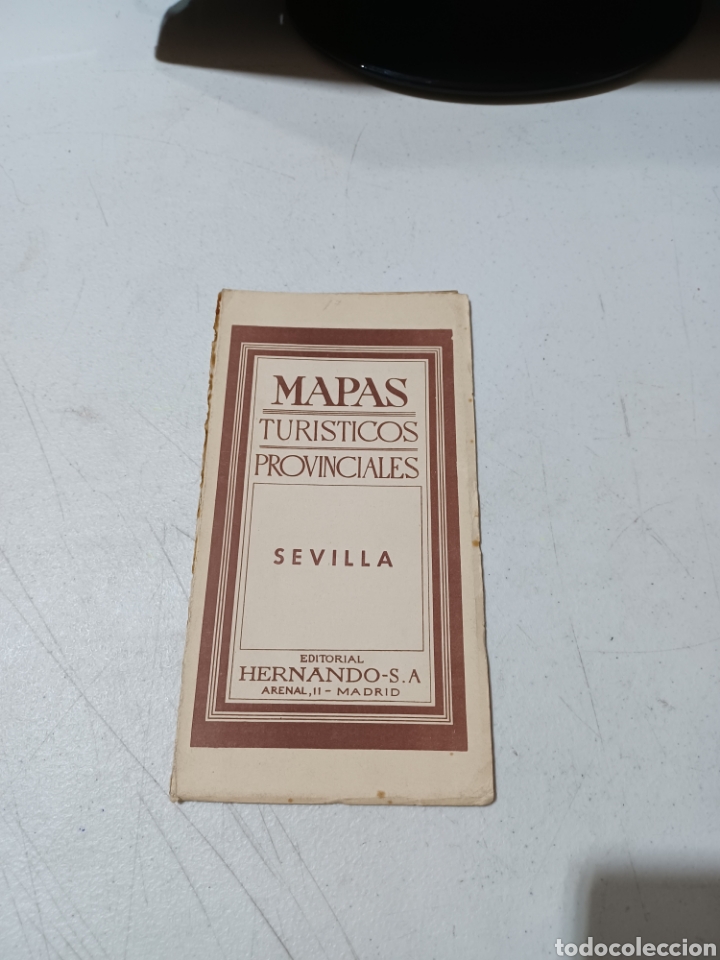 MAPAS
TURISTICOS
PROVINCIALES
SEVILLA
EDITORIAL
HERNANDO-S.A
ARENAL, 11 - MADRID
todocoleccion